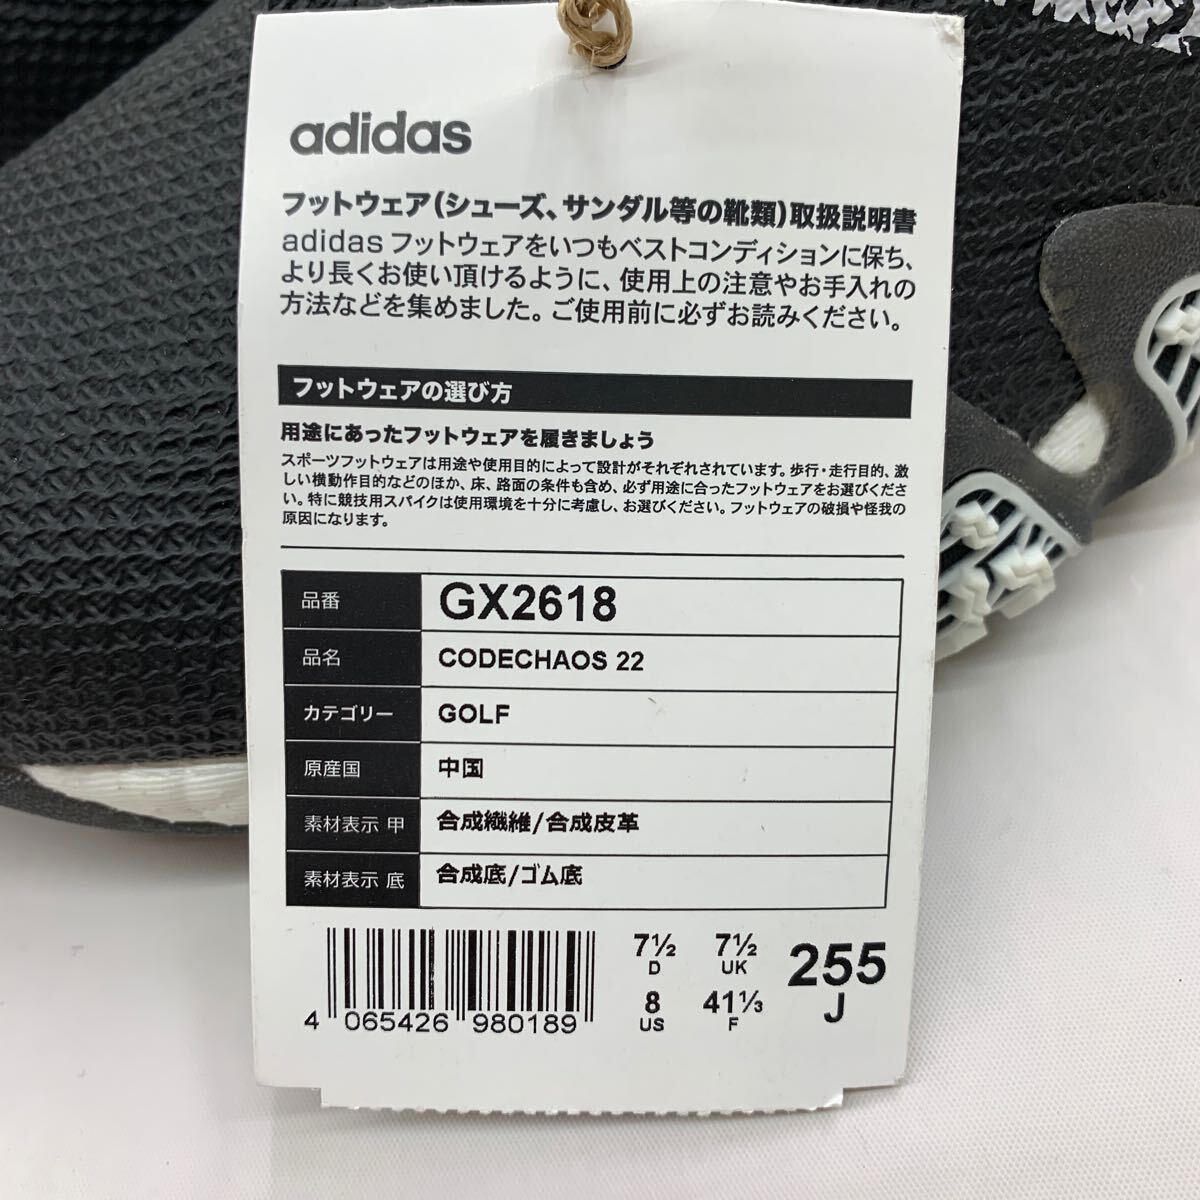 adidas
フットウェア(シューズ、サンダル等の靴類)取扱説明書
adidas フットウェアをいつもベストコンディションに保ち、
より長くお使い頂けるように、使用上の注意やお手入れの
方法などを集めました。ご使用前に必ずお読みください。
フットウェアの選び方
用途にあったフットウェアを履きましょう
スポーツフットウェアは用途や使用目的によって設計がそれぞれされています。歩行・走行目的、激
しい横動作目的などのほか、床、路面の条件も含め、必ず用途に合ったフットウェアをお選びくださ
い。特に競技用スパイクは使用環境を十分に考慮し、お選びください。フットウェアの破損や怪我の
原因になります。
品番 GX2618
品名 CODECHAOS 22
カテゴリー GOLF
原産国 中国
素材表示 甲 合成繊維/合成皮革
素材表示 底 合成底/ゴム底
7½ 7½ 255
D UK
8 41⅓ J
US F
4 065426 980189